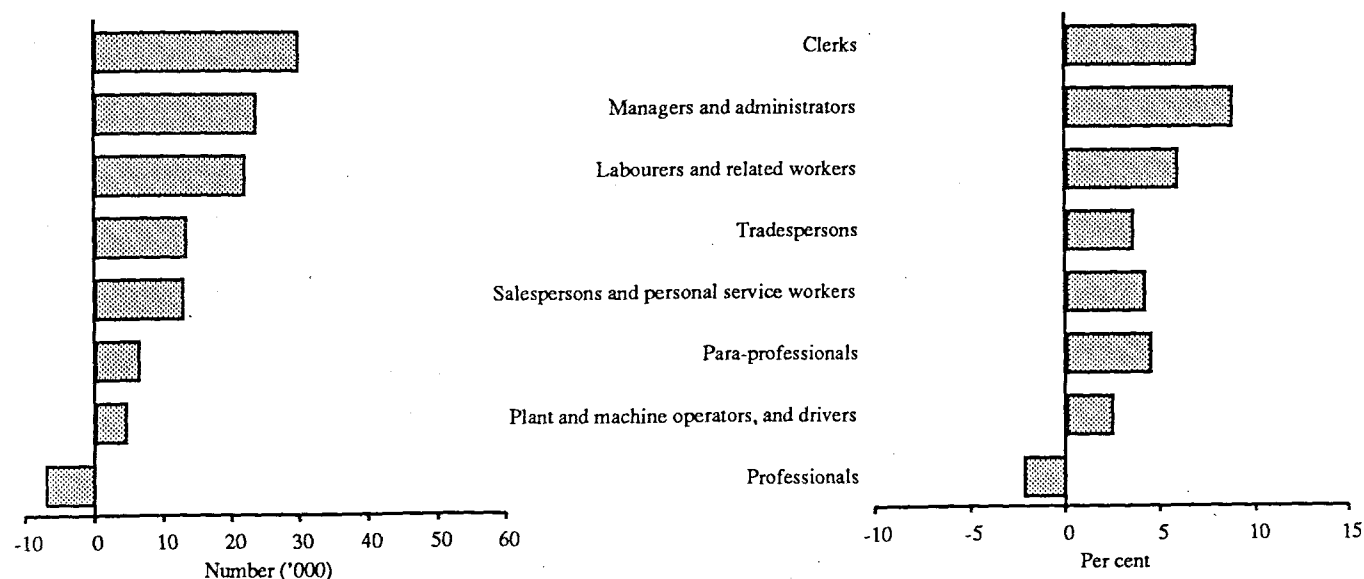 Clerks
Managers and administrators
Labourers and related workers
Tradespersons
Salespersons and personal service workers
Para-professionals
Plant and machine operators, and drivers
Professionals
-10 0 10 20 30 40 50 60
Number ('000)
-10 -5 0 5 10 15
Per cent